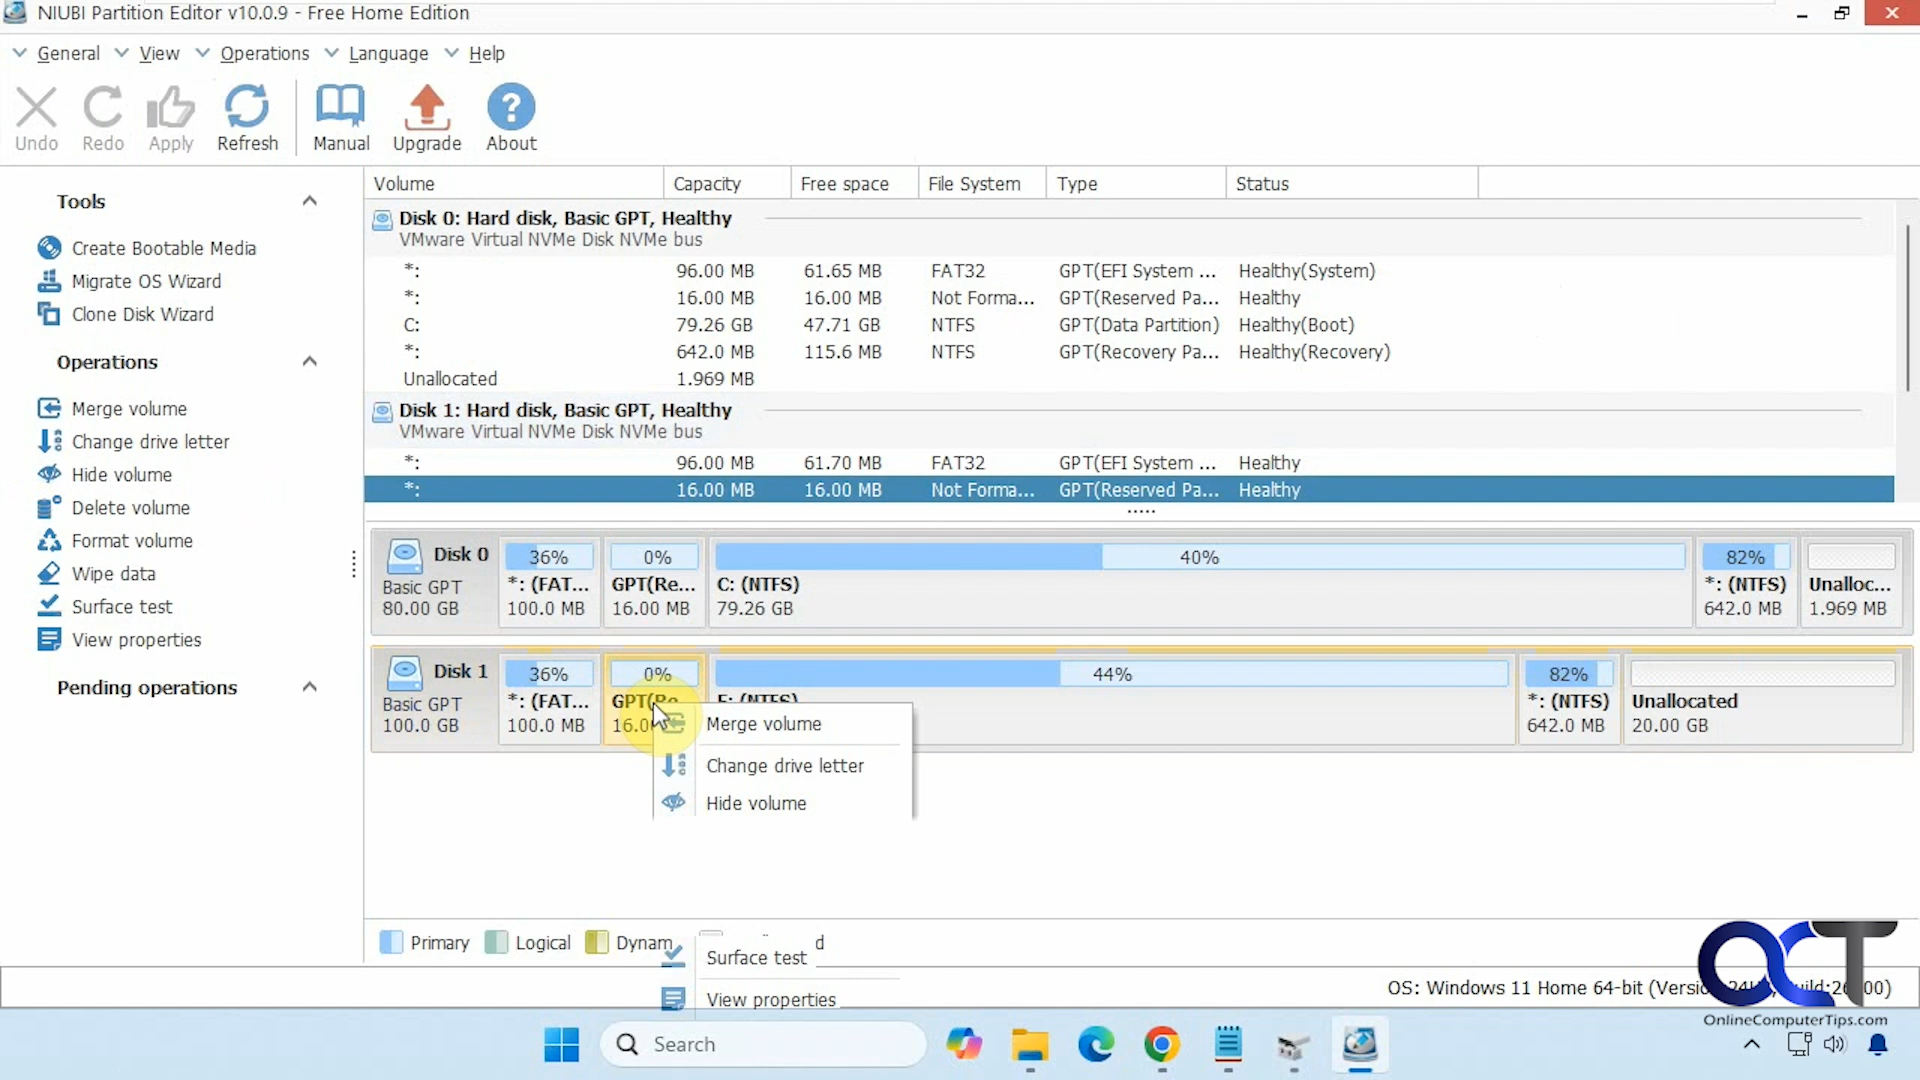 NIUBI Partition Editor v10.0.9 - Free Home Edition
General View Operations Language Help
Undo Redo Apply Refresh Manual Upgrade About
Tools
Create Bootable Media
Migrate OS Wizard
Clone Disk Wizard
Operations
Merge volume
Change drive letter
Hide volume
Delete volume
Format volume
Wipe data
Surface test
View properties
Pending operations
Volume Capacity Free space File System Type Status
Disk 0: Hard disk, Basic GPT, Healthy
VMware Virtual NVMe Disk NVMe bus
*: 96.00 MB 61.65 MB FAT32 GPT(EFI System ... Healthy(System)
*: 16.00 MB 16.00 MB Not Forma... GPT(Reserved Pa... Healthy
C: 79.26 GB 47.71 GB NTFS GPT(Data Partition) Healthy(Boot)
*: 642.0 MB 115.6 MB NTFS GPT(Recovery Pa... Healthy(Recovery)
Unallocated 1.969 MB
Disk 1: Hard disk, Basic GPT, Healthy
VMware Virtual NVMe Disk NVMe bus
*: 96.00 MB 61.70 MB FAT32 GPT(EFI System ... Healthy
*: 16.00 MB 16.00 MB Not Forma... GPT(Reserved Pa... Healthy
Disk 0 36% 0% 40% 82%
Basic GPT *: (FAT... GPT(Re... C: (NTFS) *: (NTFS) Unalloc...
80.00 GB 100.0 MB 16.00 MB 79.26 GB 642.0 MB 1.969 MB
Disk 1 36% 0% 44% 82%
Basic GPT *: (FAT... (NTFS) *: (NTFS) Unallocated
100.0 GB 100.0 MB 642.0 MB 20.00 GB
Merge volume
Change drive letter
Hide volume
Primary Logical Dynam
Surface test
View properties
OS: Windows 11 Home 64-bit
OCT
OnlineComputerTips.com
Search